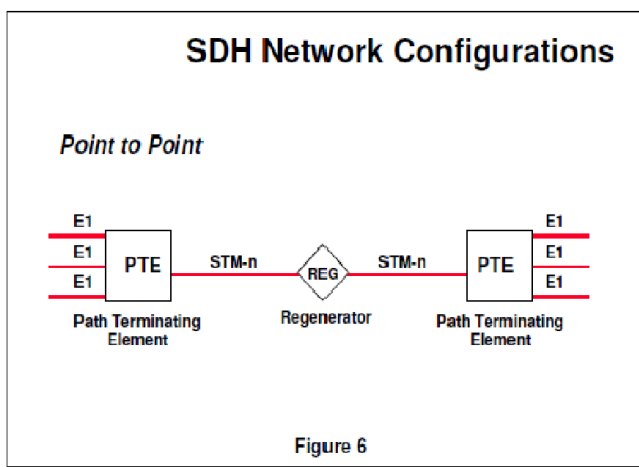 SDH Network Configurations
Point to Point
E1
E1
E1
PTE
STM-n
REG
STM-n
PTE
E1
E1
E1
Path Terminating
Element
Regenerator
Path Terminating
Element
Figure 6